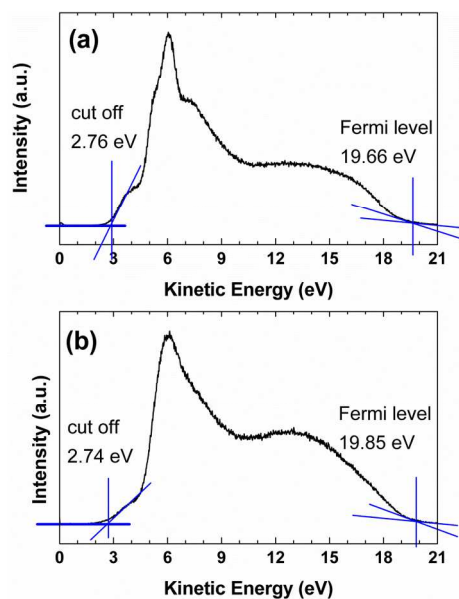 (a)
Intensity (a.u.)
cut off
2.76 eV
Fermi level
19.66 eV
0 3 6 9 12 15 18 21
Kinetic Energy (eV)
(b)
Intensity (a.u.)
cut off
2.74 eV
Fermi level
19.85 eV
0 3 6 9 12 15 18 21
Kinetic Energy (eV)